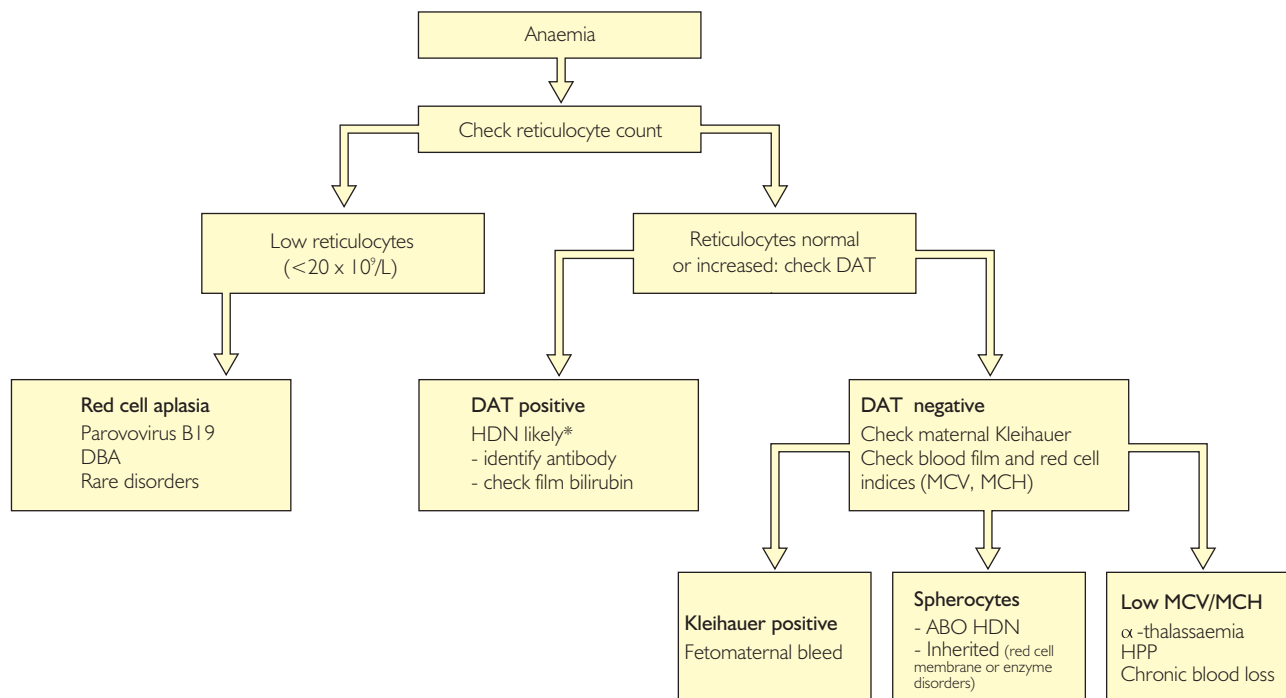 Anaemia
Check reticulocyte count
Low reticulocytes
(<20 x 10⁹/L)
Reticulocytes normal
or increased: check DAT
Red cell aplasia
Parovovirus B19
DBA
Rare disorders
DAT positive
HDN likely*
- identify antibody
- check film bilirubin
DAT negative
Check maternal Kleihauer
Check blood film and red cell
indices (MCV, MCH)
Kleihauer positive
Fetomaternal bleed
Spherocytes
- ABO HDN
- Inherited (red cell
membrane or enzyme
disorders)
Low MCV/MCH
α-thalassaemia
HPP
Chronic blood loss